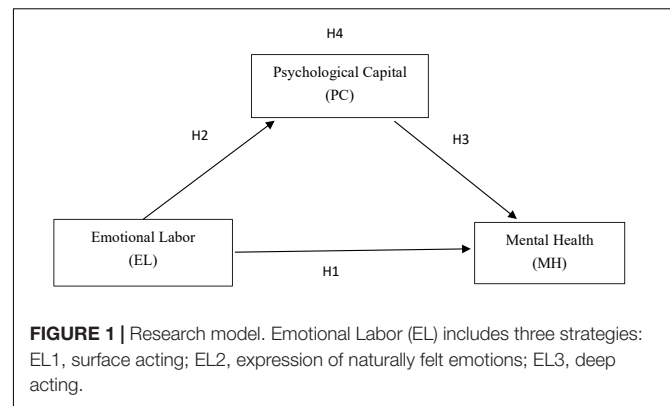 H4
Psychological Capital
(PC)
H2
H3
Emotional Labor
(EL)
Mental Health
(MH)
H1
FIGURE 1 | Research model. Emotional Labor (EL) includes three strategies:
EL1, surface acting; EL2, expression of naturally felt emotions; EL3, deep
acting.